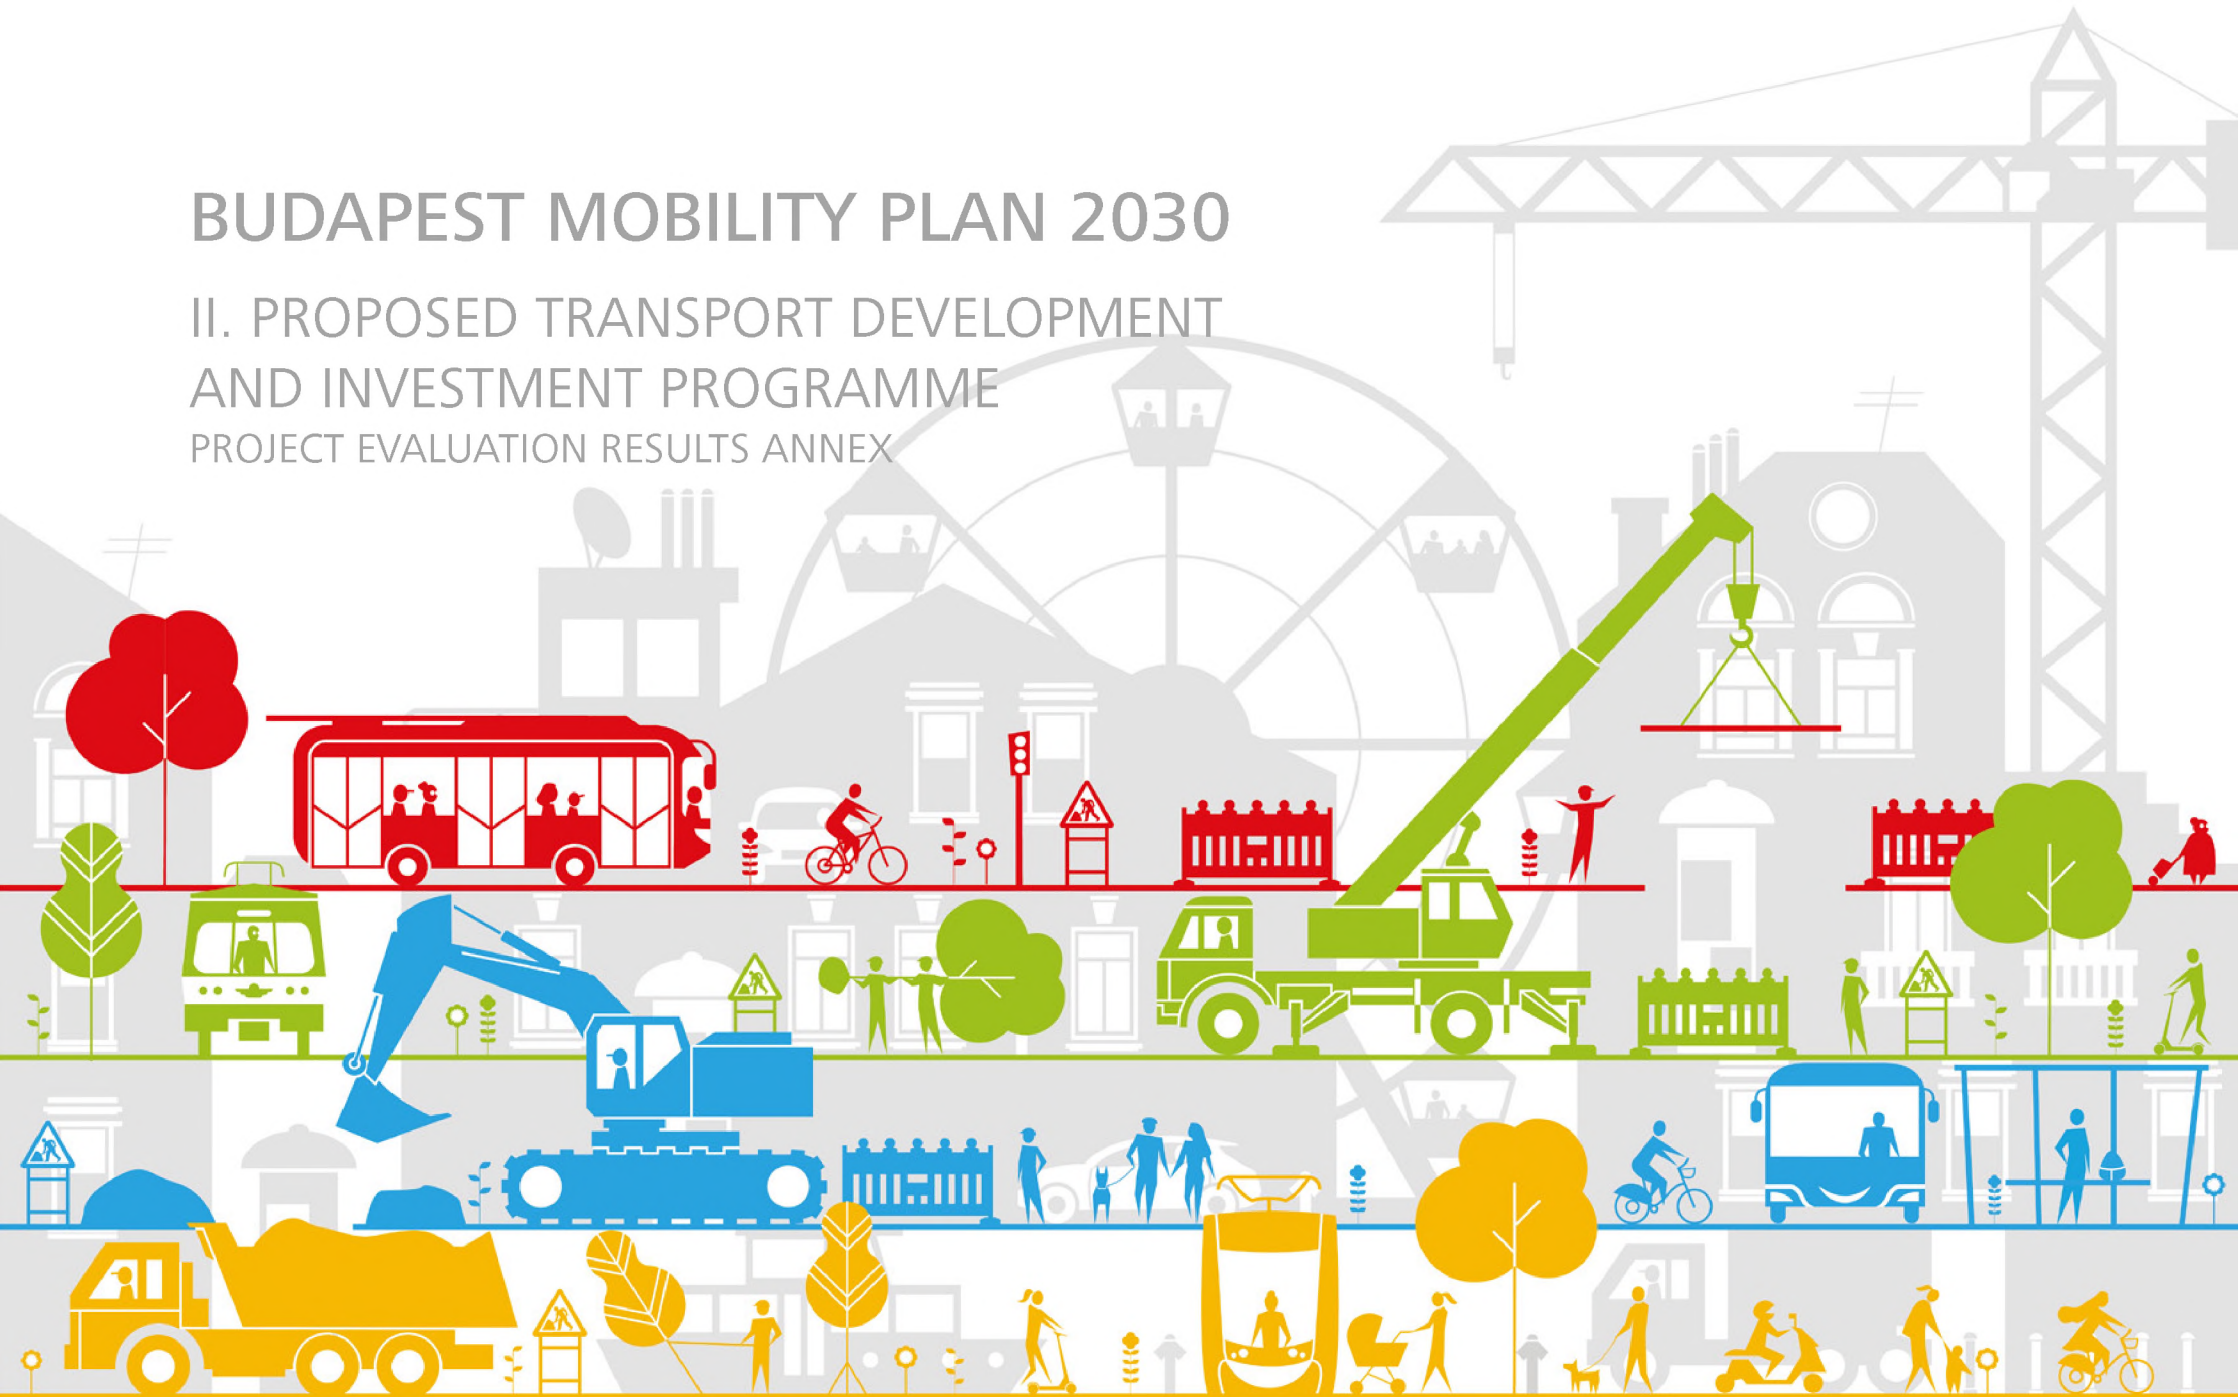 BUDAPEST MOBILITY PLAN 2030
II. PROPOSED TRANSPORT DEVELOPMENT
AND INVESTMENT PROGRAMME
PROJECT EVALUATION RESULTS ANNEX